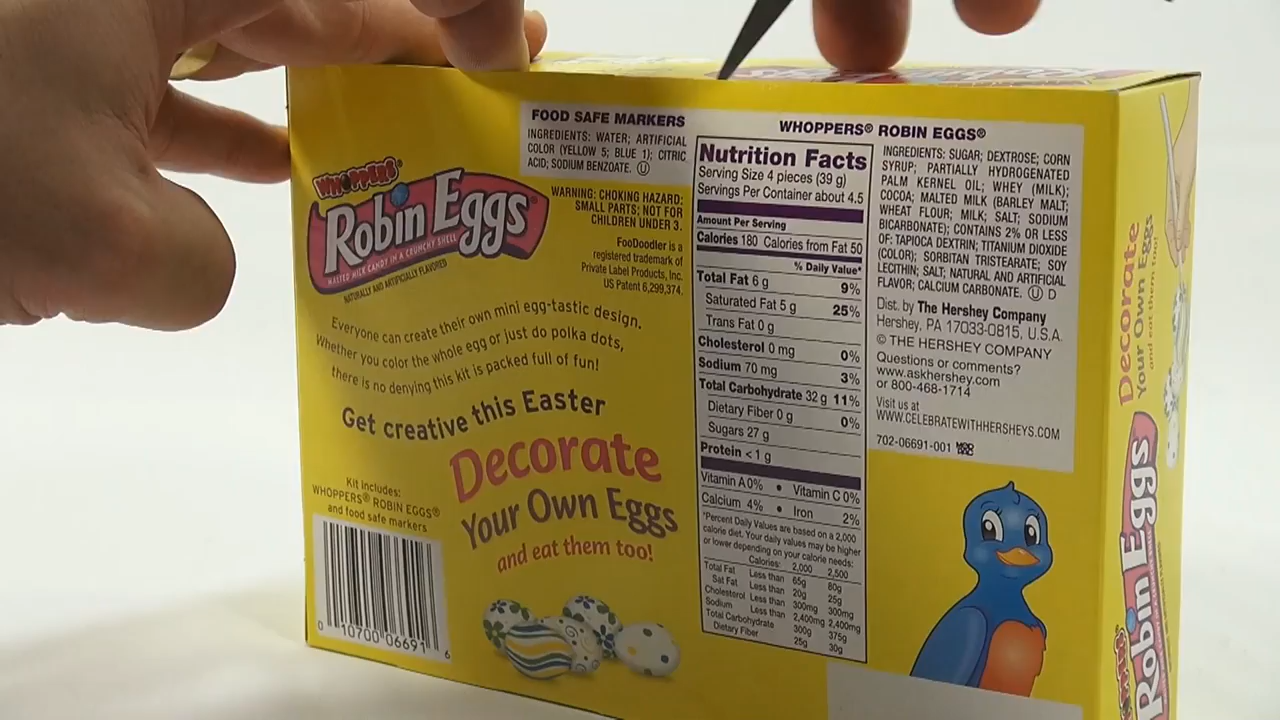 WHOPPERS®
Robin Eggs®
MALTED MILK CANDY IN A CRUNCHY SHELL
NATURALLY AND ARTIFICIALLY FLAVORED
Everyone can create their own mini egg-tastic design.
Whether you color the whole egg or just do polka dots,
there is no denying this kit is packed full of fun!
Get creative this Easter
Decorate
Your Own Eggs
and eat them too!
Kit Includes:
WHOPPERS® ROBIN EGGS®
and food safe markers
0 10700 06691 6
FOOD SAFE MARKERS
INGREDIENTS: WATER; ARTIFICIAL
COLOR (YELLOW 5; BLUE 1); CITRIC
ACID; SODIUM BENZOATE. Ⓤ
WARNING: CHOKING HAZARD:
SMALL PARTS; NOT FOR
CHILDREN UNDER 3.
FooDoodler is a
registered trademark of
Private Label Products, Inc.
US Patent 6,299,374.
WHOPPERS® ROBIN EGGS®
Nutrition Facts
Serving Size 4 pieces (39 g)
Servings Per Container about 4.5
Amount Per Serving
Calories 180 Calories from Fat 50
% Daily Value*
Total Fat 6 g 9%
Saturated Fat 5 g 25%
Trans Fat 0 g
Cholesterol 0 mg 0%
Sodium 70 mg 3%
Total Carbohydrate 32 g 11%
Dietary Fiber 0 g 0%
Sugars 27 g
Protein < 1 g
Vitamin A 0% • Vitamin C 0%
Calcium 4% • Iron 2%
*Percent Daily Values are based on a 2,000
calorie diet. Your daily values may be higher
or lower depending on your calorie needs:
Calories: 2,000 2,500
Total Fat Less than 65g 80g
Sat Fat Less than 20g 25g
Cholesterol Less than 300mg 300mg
Sodium Less than 2,400mg 2,400mg
Total Carbohydrate 300g 375g
Dietary Fiber 25g 30g
INGREDIENTS: SUGAR; DEXTROSE; CORN
SYRUP; PARTIALLY HYDROGENATED
PALM KERNEL OIL; WHEY (MILK);
COCOA; MALTED MILK (BARLEY MALT;
WHEAT FLOUR; MILK; SALT; SODIUM
BICARBONATE); CONTAINS 2% OR LESS
OF: TAPIOCA DEXTRIN; TITANIUM DIOXIDE
(COLOR); SORBITAN TRISTEARATE; SOY
LECITHIN; SALT; NATURAL AND ARTIFICIAL
FLAVOR; CALCIUM CARBONATE. Ⓤ D
Dist. by The Hershey Company
Hershey, PA 17033-0815, U.S.A.
© THE HERSHEY COMPANY
Questions or comments?
www.askhershey.com
or 800-468-1714
Visit us at
WWW.CELEBRATEWITHHERSHEYS.COM
702-06691-001
Decorate
Your Own Eggs
and eat them too!
Robin Eggs